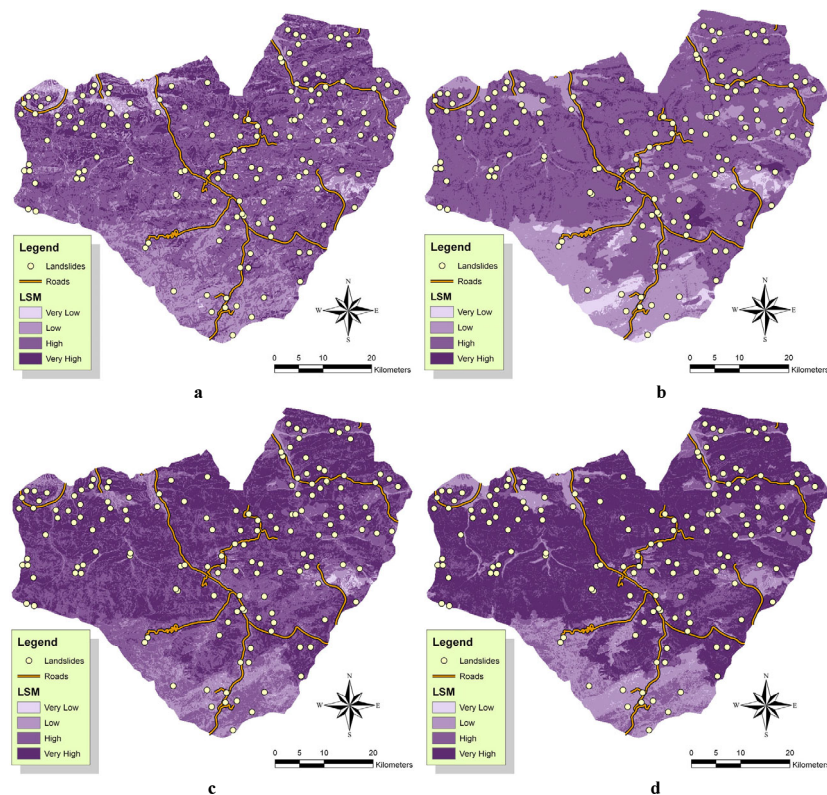 N
W E
S
Legend
Landslides
Roads
LSM
Very Low
Low
High
Very High
0 5 10 20
Kilometers
a
N
W E
S
Legend
Landslides
Roads
LSM
Very Low
Low
High
Very High
0 5 10 20
Kilometers
b
N
W E
S
Legend
Landslides
Roads
LSM
Very Low
Low
High
Very High
0 5 10 20
Kilometers
c
N
W E
S
Legend
Landslides
Roads
LSM
Very Low
Low
High
Very High
0 5 10 20
Kilometers
d